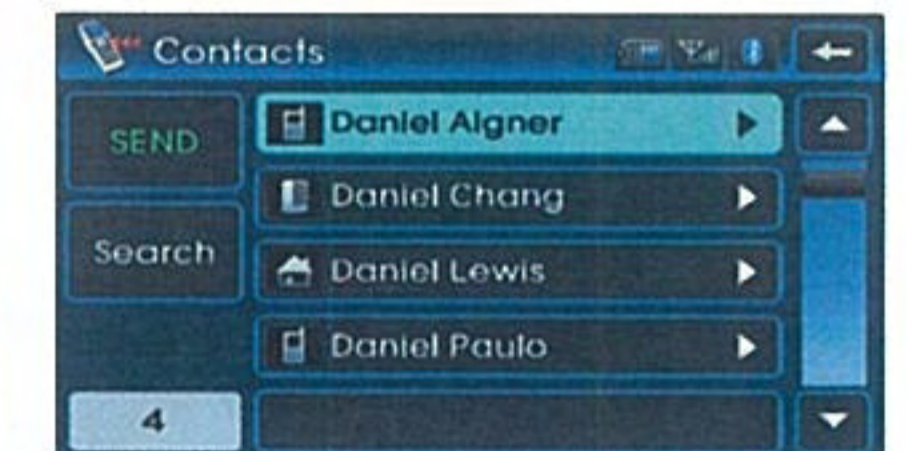 Contacts
SEND
Daniel Aigner
Daniel Chang
Search
Daniel Lewis
Daniel Paulo
4